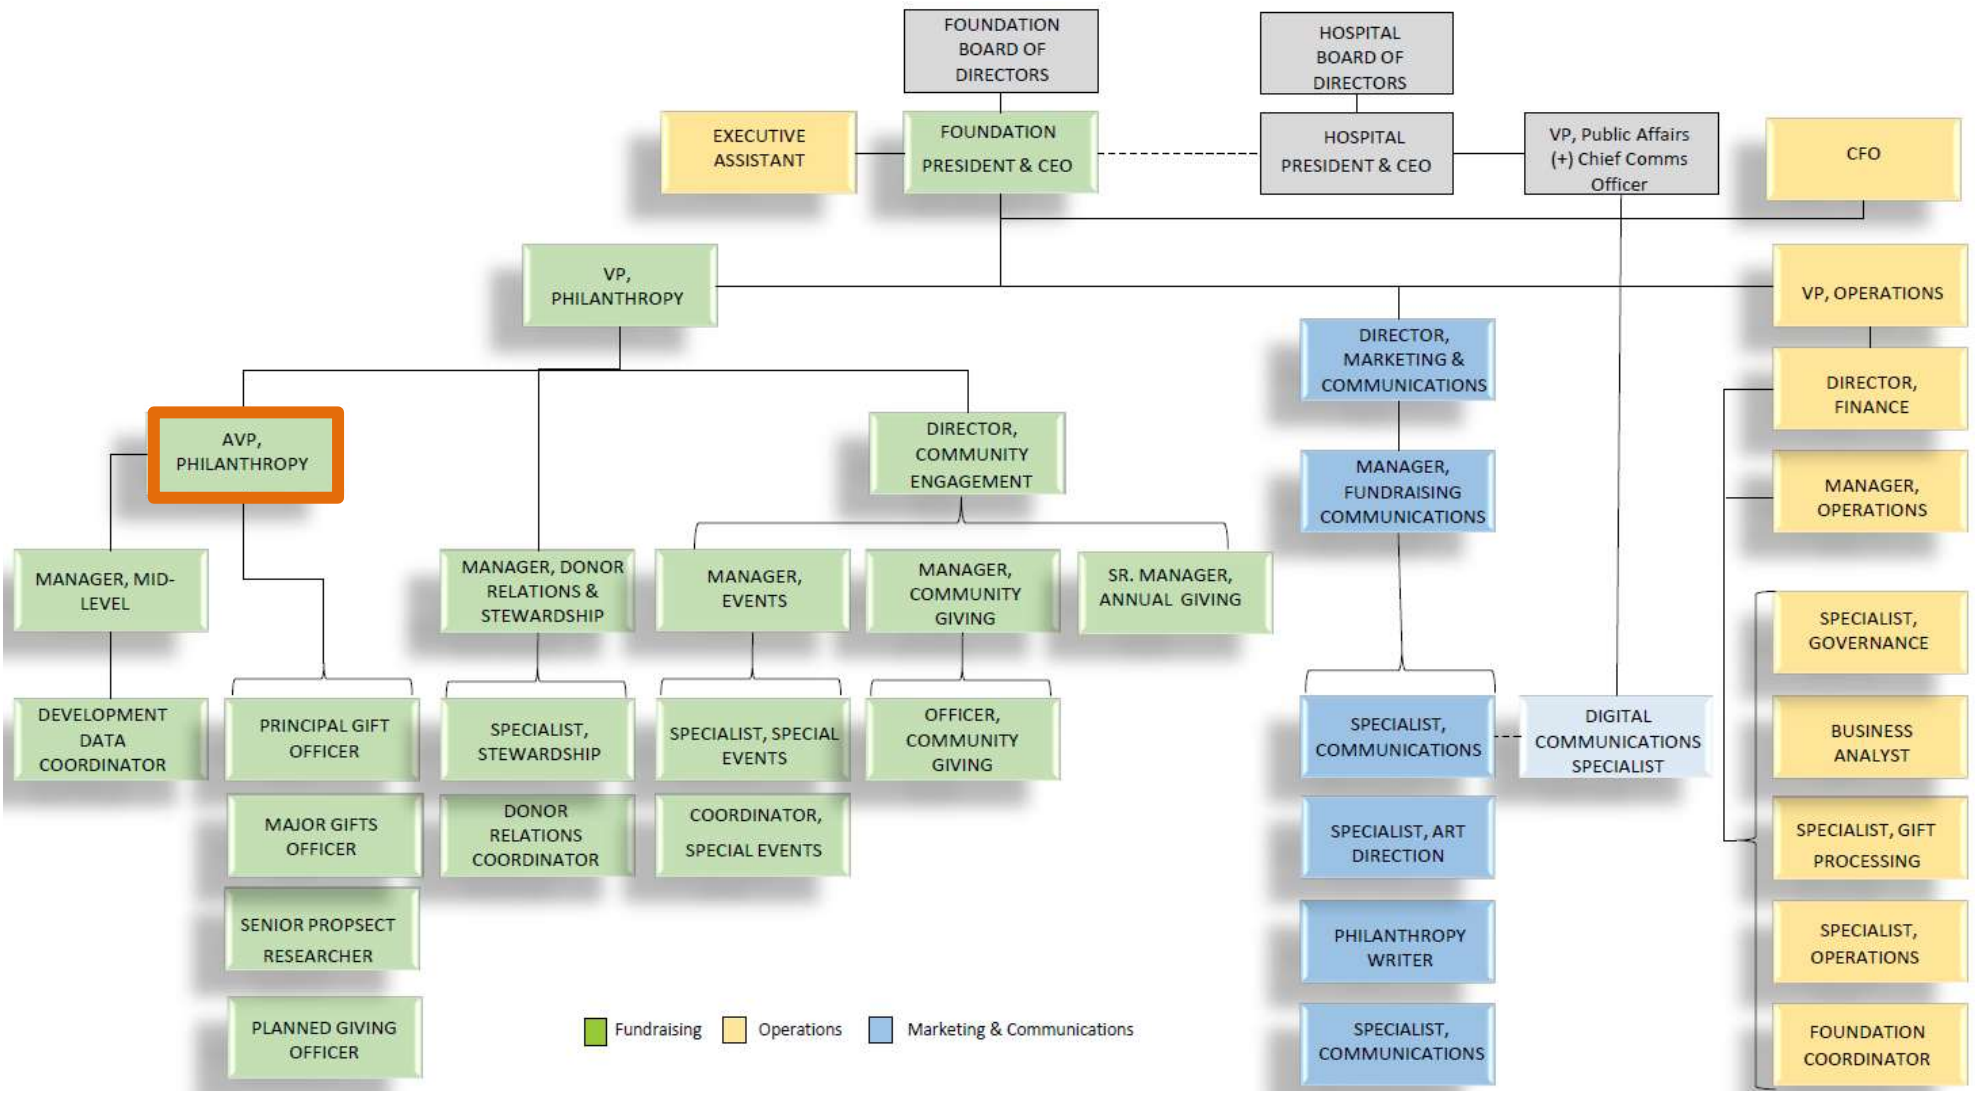 FOUNDATION
BOARD OF
DIRECTORS
HOSPITAL
BOARD OF
DIRECTORS
EXECUTIVE
ASSISTANT
FOUNDATION
PRESIDENT & CEO
HOSPITAL
PRESIDENT & CEO
VP, Public Affairs
(+) Chief Comms
Officer
CFO
VP,
PHILANTHROPY
VP, OPERATIONS
DIRECTOR,
MARKETING &
COMMUNICATIONS
DIRECTOR,
FINANCE
AVP,
PHILANTHROPY
DIRECTOR,
COMMUNITY
ENGAGEMENT
MANAGER,
FUNDRAISING
COMMUNICATIONS
MANAGER,
OPERATIONS
MANAGER, MID-
LEVEL
MANAGER, DONOR
RELATIONS &
STEWARDSHIP
MANAGER,
EVENTS
MANAGER,
COMMUNITY
GIVING
SR. MANAGER,
ANNUAL GIVING
SPECIALIST,
GOVERNANCE
DEVELOPMENT
DATA
COORDINATOR
PRINCIPAL GIFT
OFFICER
SPECIALIST,
STEWARDSHIP
SPECIALIST, SPECIAL
EVENTS
OFFICER,
COMMUNITY
GIVING
SPECIALIST,
COMMUNICATIONS
DIGITAL
COMMUNICATIONS
SPECIALIST
BUSINESS
ANALYST
MAJOR GIFTS
OFFICER
DONOR
RELATIONS
COORDINATOR
COORDINATOR,
SPECIAL EVENTS
SPECIALIST, ART
DIRECTION
SPECIALIST, GIFT
PROCESSING
SENIOR PROPSECT
RESEARCHER
PHILANTHROPY
WRITER
SPECIALIST,
OPERATIONS
PLANNED GIVING
OFFICER
Fundraising
Operations
Marketing & Communications
SPECIALIST,
COMMUNICATIONS
FOUNDATION
COORDINATOR